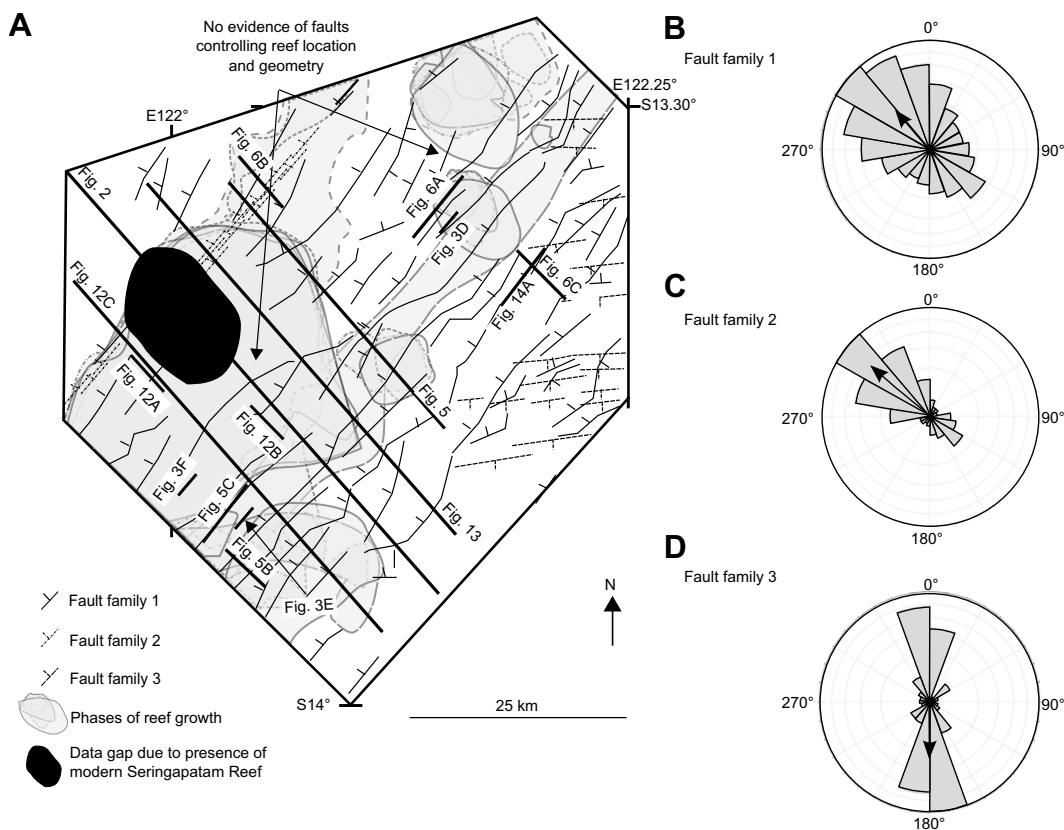 A
No evidence of faults
controlling reef location
and geometry
E122.25°
S13.30°
E122°
Fig. 2
Fig. 6B
Fig. 6A
Fig. 3D
Fig. 6C
Fig. 14A
Fig. 12C
Fig. 12A
Fig. 12B
Fig. 5
Fig. 3F
Fig. 5C
Fig. 13
Fig. 5B
Fig. 3E
N
S14°
25 km
Fault family 1
Fault family 2
Fault family 3
Phases of reef growth
Data gap due to presence of
modern Seringapatam Reef
B
Fault family 1
0°
270°
90°
180°
C
Fault family 2
0°
270°
90°
180°
D
Fault family 3
0°
270°
90°
180°